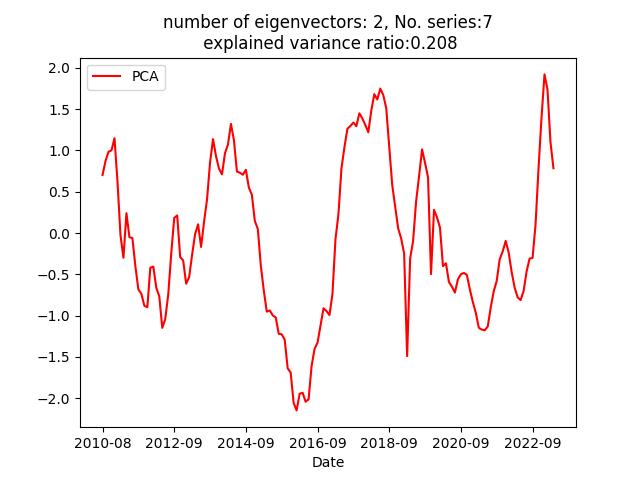 number of eigenvectors: 2, No. series:7
explained variance ratio:0.208
PCA
2.0
1.5
1.0
0.5
0.0
−0.5
−1.0
−1.5
−2.0
2010-08 2012-09 2014-09 2016-09 2018-09 2020-09 2022-09
Date